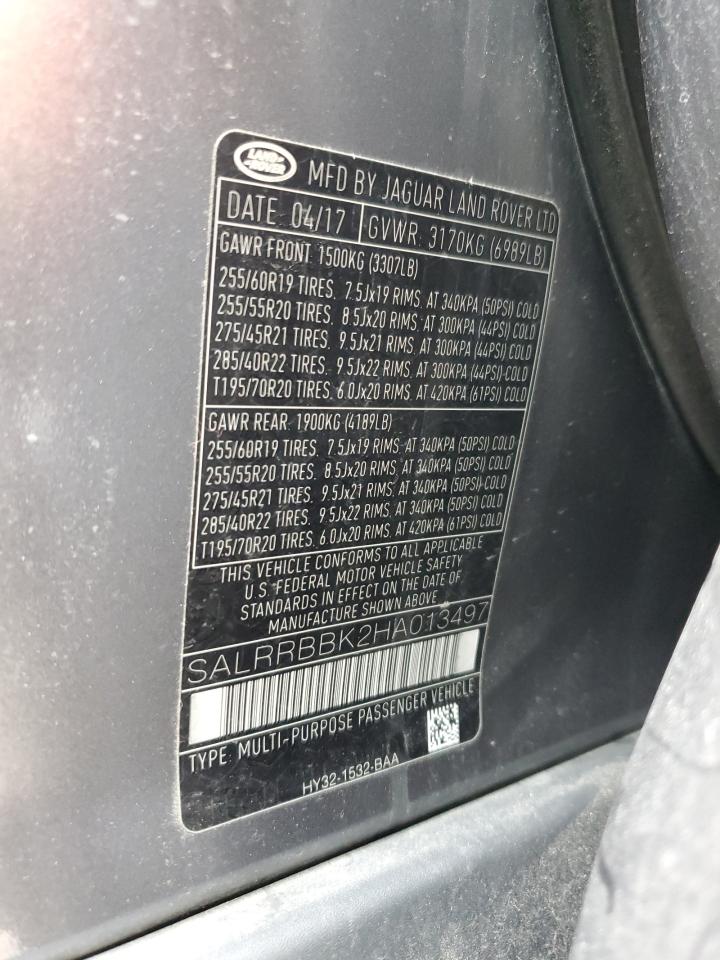 LAND ROVER
MFD BY JAGUAR LAND ROVER LTD
DATE: 04/17 GVWR: 3170KG (6989LB)
GAWR FRONT: 1500KG (3307LB)
255/60R19 TIRES, 7.5Jx19 RIMS, AT 340KPA (50PSI) COLD
255/55R20 TIRES, 8.5Jx20 RIMS, AT 300KPA (44PSI) COLD
275/45R21 TIRES, 9.5Jx21 RIMS, AT 300KPA (44PSI) COLD
285/40R22 TIRES, 9.5Jx22 RIMS, AT 300KPA (44PSI) COLD
T195/70R20 TIRES, 6.0Jx20 RIMS, AT 420KPA (61PSI) COLD
GAWR REAR: 1900KG (4189LB)
255/60R19 TIRES, 7.5Jx19 RIMS, AT 340KPA (50PSI) COLD
255/55R20 TIRES, 8.5Jx20 RIMS, AT 340KPA (50PSI) COLD
275/45R21 TIRES, 9.5Jx21 RIMS, AT 340KPA (50PSI) COLD
285/40R22 TIRES, 9.5Jx22 RIMS, AT 340KPA (50PSI) COLD
T195/70R20 TIRES, 6.0Jx20 RIMS, AT 420KPA (61PSI) COLD
THIS VEHICLE CONFORMS TO ALL APPLICABLE
U.S. FEDERAL MOTOR VEHICLE SAFETY
STANDARDS IN EFFECT ON THE DATE OF
MANUFACTURE SHOWN ABOVE
SALRRBBK2HA013497
TYPE: MULTI-PURPOSE PASSENGER VEHICLE
HY32-1532-BAA